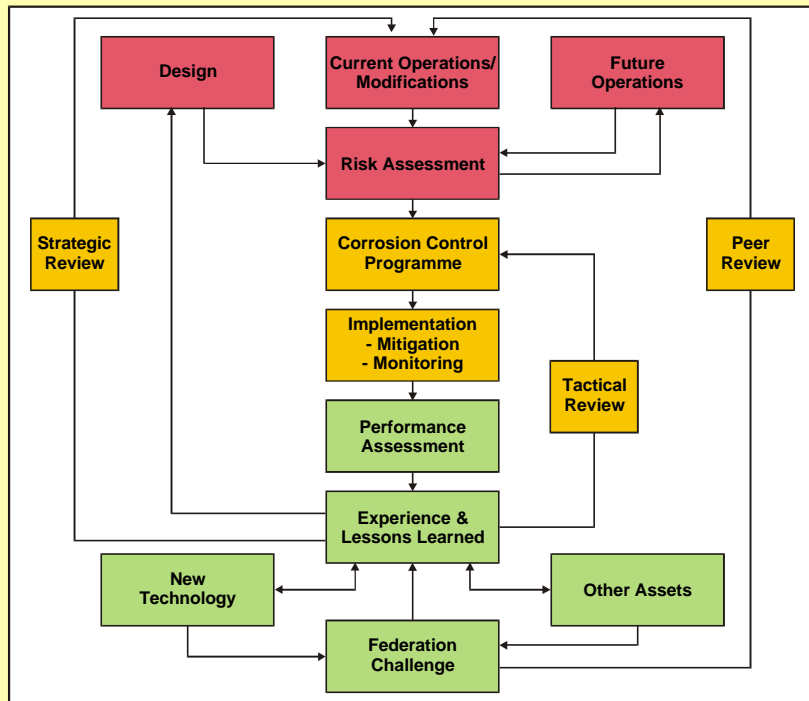 Design
Current Operations/
Modifications
Future
Operations
Risk Assessment
Strategic
Review
Corrosion Control
Programme
Peer
Review
Implementation
- Mitigation
- Monitoring
Tactical
Review
Performance
Assessment
Experience &
Lessons Learned
New
Technology
Other Assets
Federation
Challenge